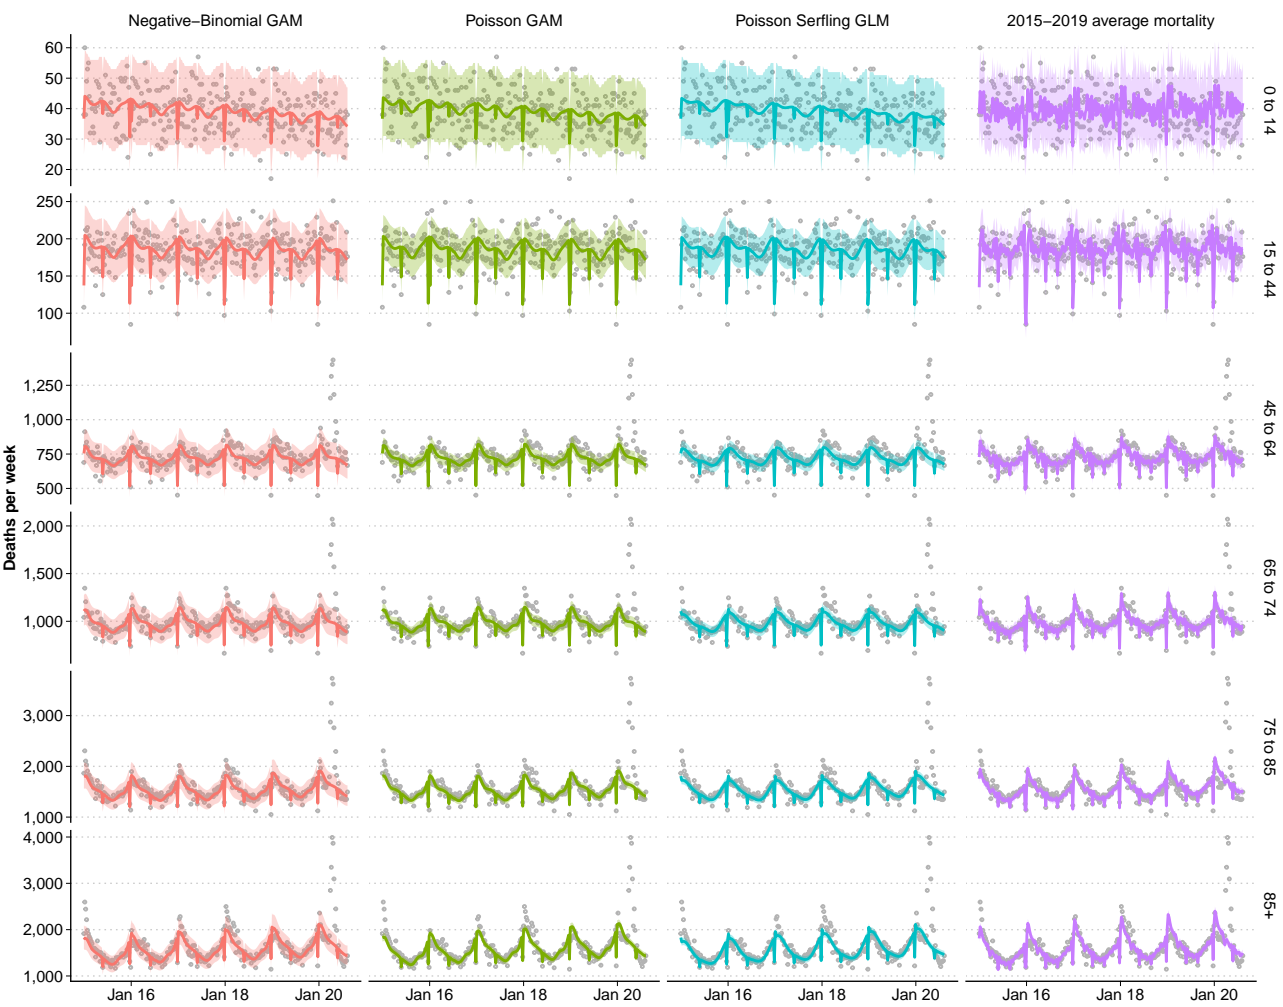 Negative−Binomial GAM
Poisson GAM
Poisson Serfling GLM
2015−2019 average mortality
Deaths per week
60
50
40
30
20
0 to 14
250
200
150
100
15 to 44
1,250
1,000
750
500
45 to 64
2,000
1,500
1,000
65 to 74
3,000
2,000
1,000
75 to 85
4,000
3,000
2,000
1,000
85+
Jan 16 Jan 18 Jan 20
Jan 16 Jan 18 Jan 20
Jan 16 Jan 18 Jan 20
Jan 16 Jan 18 Jan 20